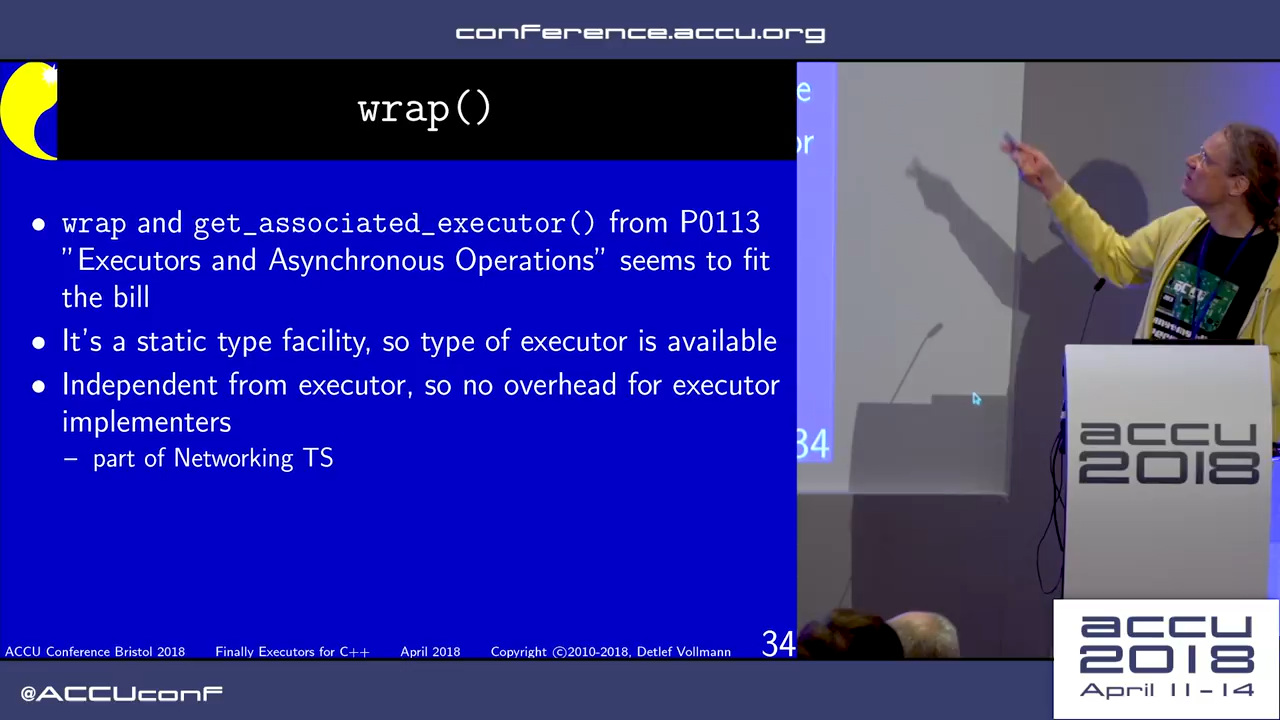 conference.accu.org
wrap()
• wrap and get_associated_executor() from P0113
"Executors and Asynchronous Operations" seems to fit
the bill
• It's a static type facility, so type of executor is available
• Independent from executor, so no overhead for executor
implementers
– part of Networking TS
ACCU Conference Bristol 2018 Finally Executors for C++ April 2018 Copyright ©2010-2018, Detlef Vollmann 34
e
or
34
accu
2018
accu
2018
April 11-14
@ACCUconf